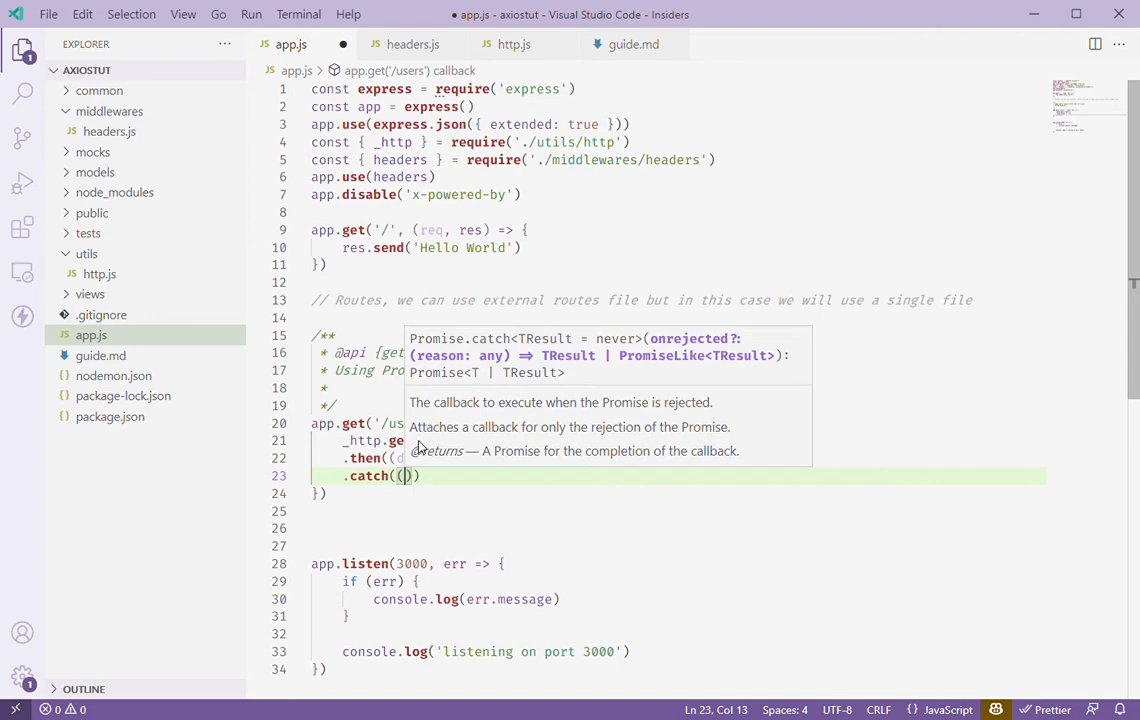 File Edit Selection View Go Run Terminal Help
● app.js - axiostut - Visual Studio Code - Insiders
EXPLORER
JS app.js
JS headers.js
JS http.js
guide.md
AXIOSTUT
JS app.js > app.get('/users') callback
common
middlewares
JS headers.js
mocks
models
node_modules
public
tests
utils
JS http.js
views
.gitignore
JS app.js
guide.md
{} nodemon.json
{} package-lock.json
{} package.json
OUTLINE
1 const express = require('express')
2 const app = express()
3 app.use(express.json({ extended: true }))
4 const { _http } = require('./utils/http')
5 const { headers } = require('./middlewares/headers')
6 app.use(headers)
7 app.disable('x-powered-by')
8
9 app.get('/', (req, res) => {
10 res.send('Hello World')
11 })
12
13 // Routes, we can use external routes file but in this case we will use a single file
14
15 /**
16 * @api {get
17 * Using Pro
18 *
19 */
20 app.get('/us
21 _http.ge
22 .then((d
23 .catch(())
24 })
25
26
27
28 app.listen(3000, err => {
29 if (err) {
30 console.log(err.message)
31 }
32
33 console.log('listening on port 3000')
34 })
Promise.catch<TResult = never>(onrejected?:
(reason: any) => TResult | PromiseLike<TResult>):
Promise<T | TResult>
The callback to execute when the Promise is rejected.
Attaches a callback for only the rejection of the Promise.
@returns — A Promise for the completion of the callback.
1
1
0 0
Ln 23, Col 13 Spaces: 4 UTF-8 CRLF {} JavaScript Prettier